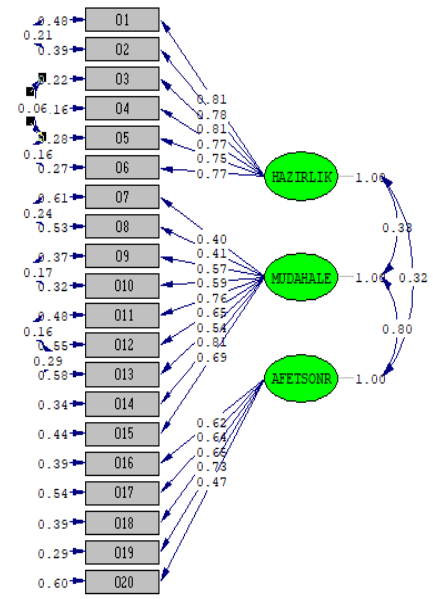 0.48 O1
0.21
0.39 O2
0.22 O3
0.06 0.16 O4
0.28 O5
0.16
0.27 O6
0.61 O7
0.24
0.53 O8
0.37 O9
0.17
0.32 O10
0.48 O11
0.16
0.55 O12
0.29
0.58 O13
0.34 O14
0.44 O15
0.39 O16
0.54 O17
0.39 O18
0.29 O19
0.60 O20
0.81
0.78
0.81
0.77
0.75
0.77
HAZIRLIK 1.00
0.40
0.41
0.57
0.59
0.76
0.65
0.54
0.81
0.69
MUDAHALE 1.00
0.62
0.64
0.65
0.73
0.47
AFETSONR 1.00
0.33
0.32
0.80